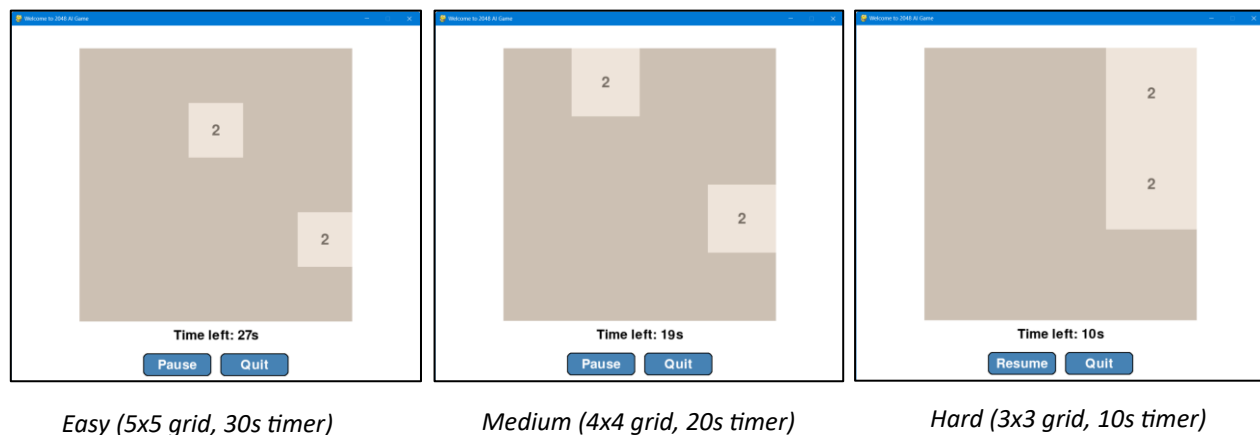 Welcome to 2048 AI Game
2
2
Time left: 27s
Pause Quit
Easy (5x5 grid, 30s timer)
Welcome to 2048 AI Game
2
2
Time left: 19s
Pause Quit
Medium (4x4 grid, 20s timer)
Welcome to 2048 AI Game
2
2
Time left: 10s
Resume Quit
Hard (3x3 grid, 10s timer)